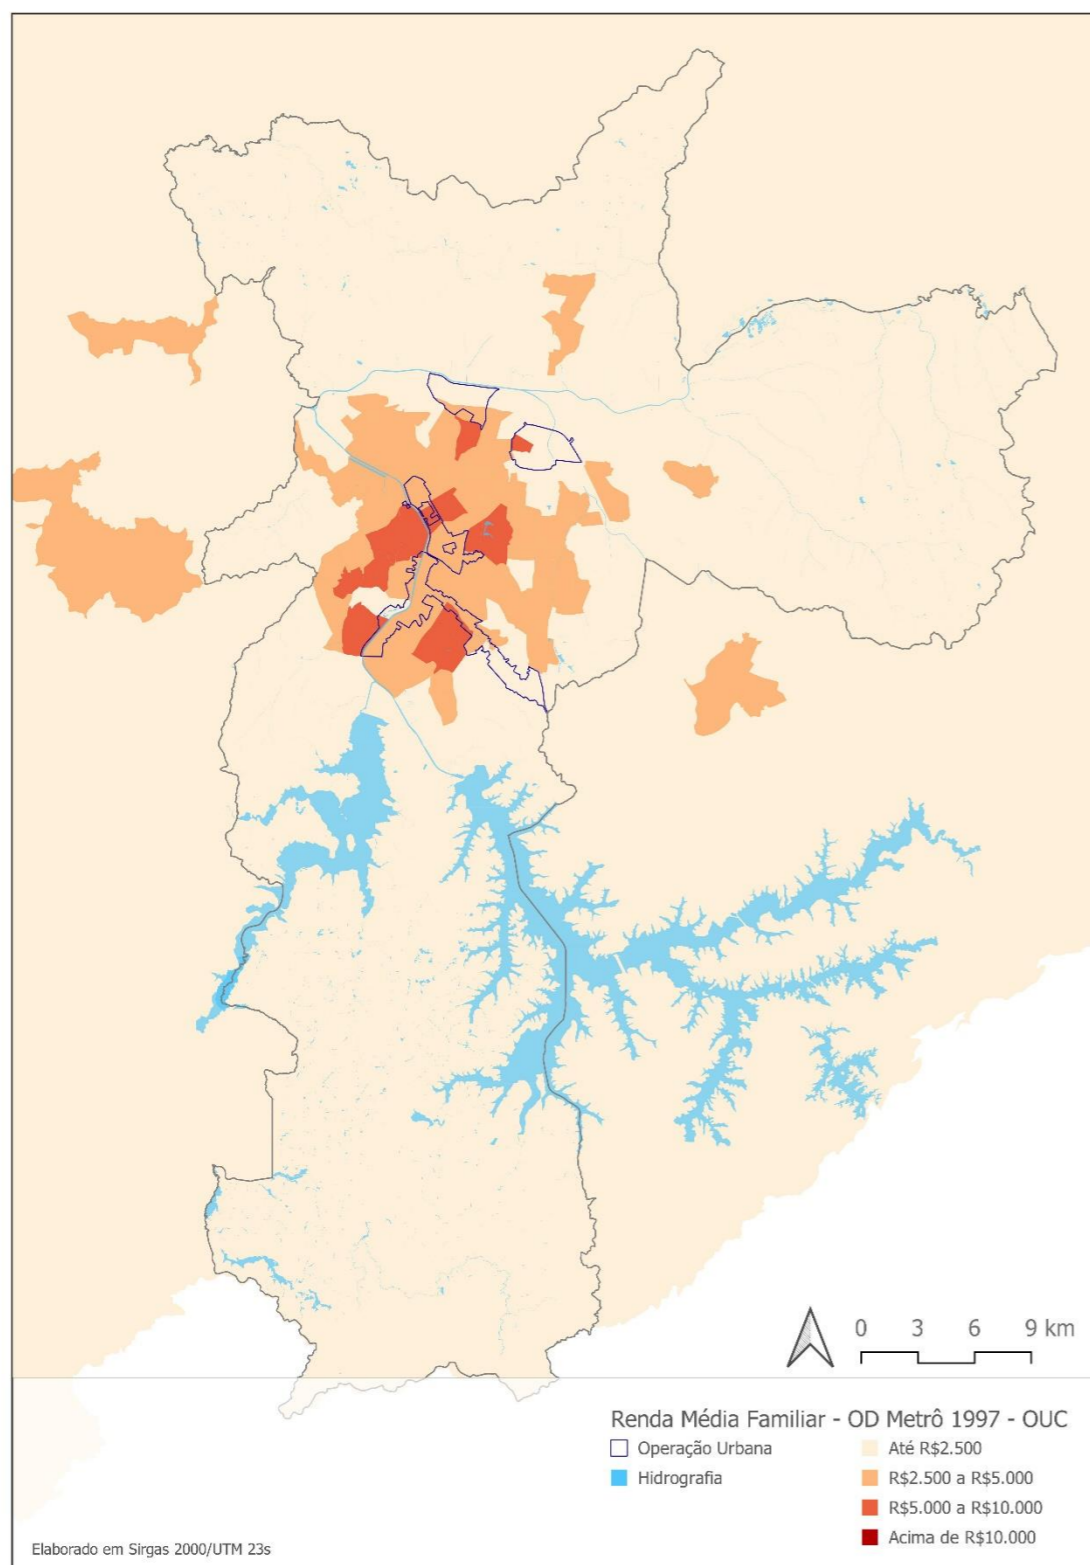 0 3 6 9 km
Renda Média Familiar - OD Metrô 1997 - OUC
Operação Urbana
Hidrografia
Até R$2.500
R$2.500 a R$5.000
R$5.000 a R$10.000
Acima de R$10.000
Elaborado em Sirgas 2000/UTM 23s